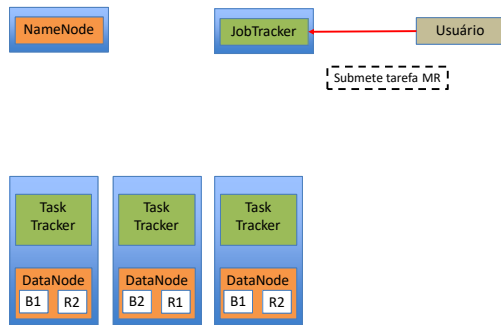 NameNode
JobTracker
Usuário
Submete tarefa MR
Task
Tracker
Task
Tracker
Task
Tracker
DataNode
B1 R2
DataNode
B2 R1
DataNode
B1 R2